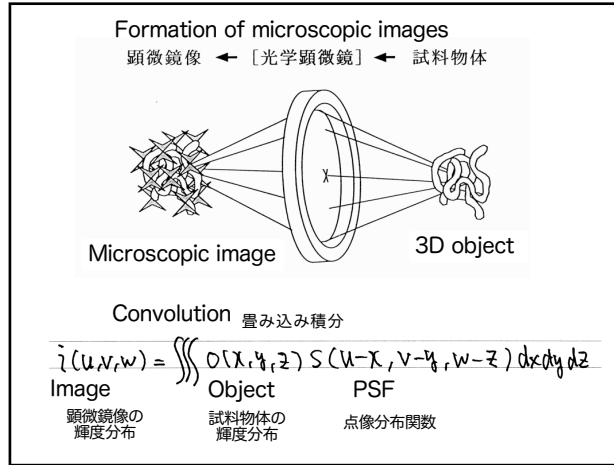 Formation of microscopic images
顕微鏡像 ← [光学顕微鏡] ← 試料物体
Microscopic image
3D object
Convolution 畳み込み積分
i(u,v,w) = ∭ O(x,y,z) S(u-x, v-y, w-z) dxdydz
Image Object PSF
顕微鏡像の 試料物体の 点像分布関数
輝度分布 輝度分布